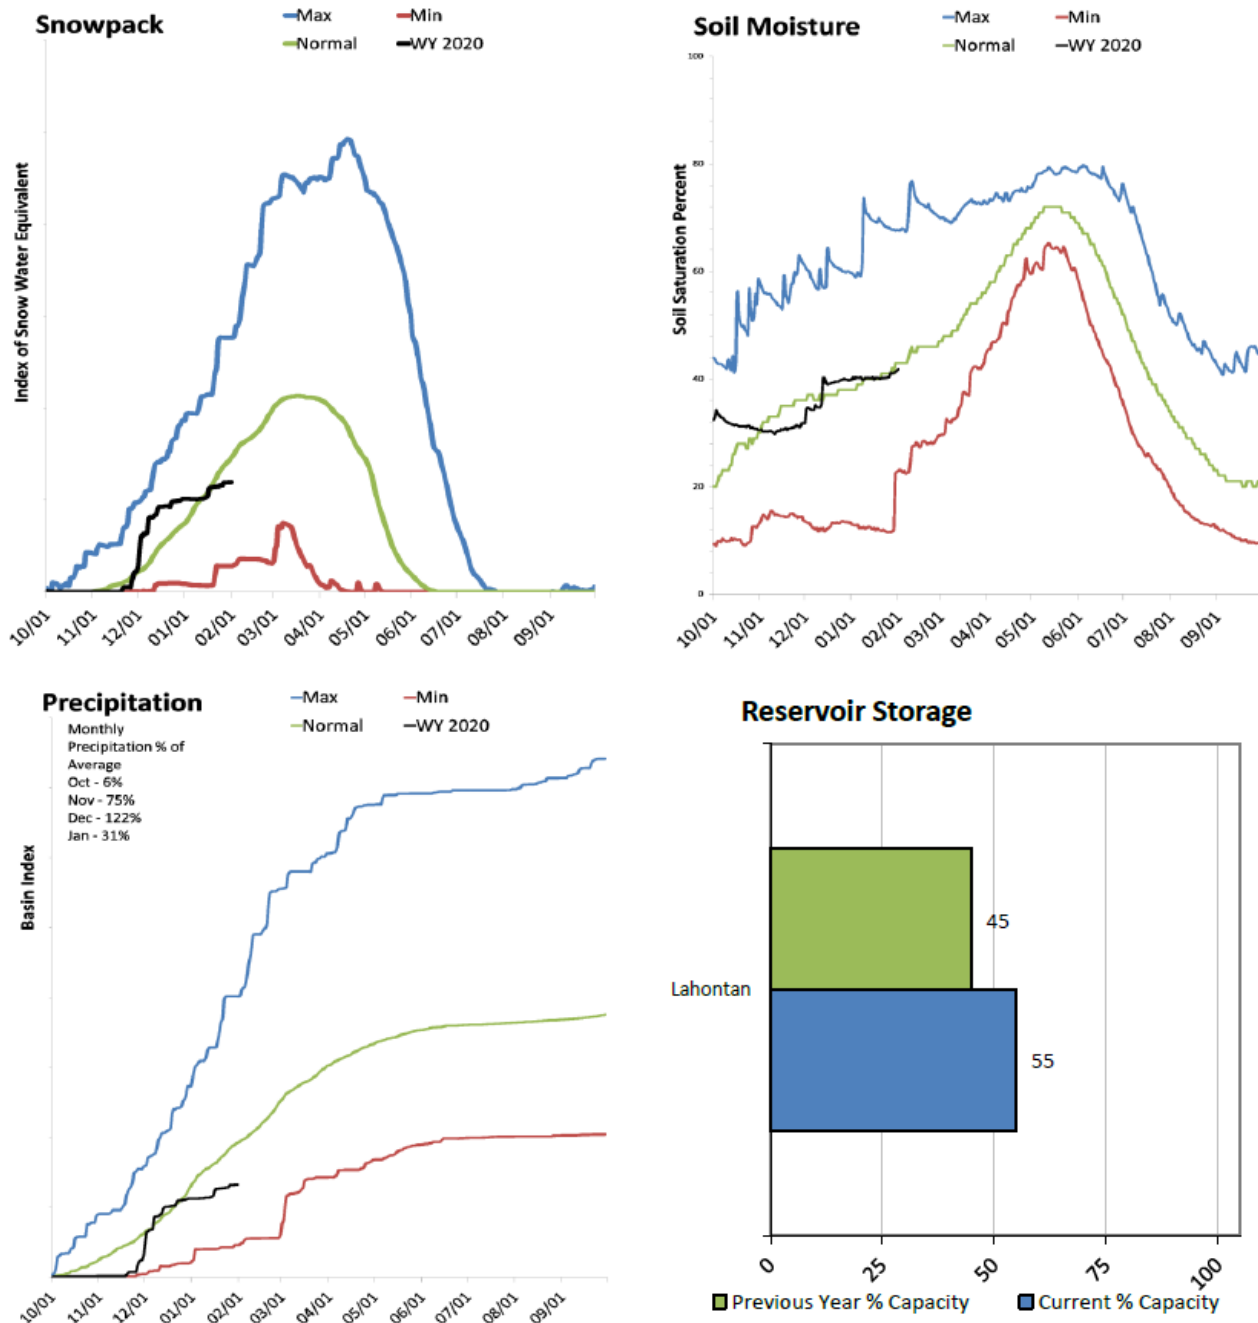 Snowpack
Max
Min
Normal
WY 2020
Index of Snow Water Equivalent
10/01
11/01
12/01
01/01
02/01
03/01
04/01
05/01
06/01
07/01
08/01
09/01
Soil Moisture
Max
Min
Normal
WY 2020
Soil Saturation Percent
100
80
60
40
20
0
10/01
11/01
12/01
01/01
02/01
03/01
04/01
05/01
06/01
07/01
08/01
09/01
Precipitation
Max
Min
Normal
WY 2020
Monthly
Precipitation % of
Average
Oct - 6%
Nov - 75%
Dec - 122%
Jan - 31%
Basin Index
10/01
11/01
12/01
01/01
02/01
03/01
04/01
05/01
06/01
07/01
08/01
09/01
Reservoir Storage
45
Lahontan
55
0
25
50
75
100
Previous Year % Capacity
Current % Capacity